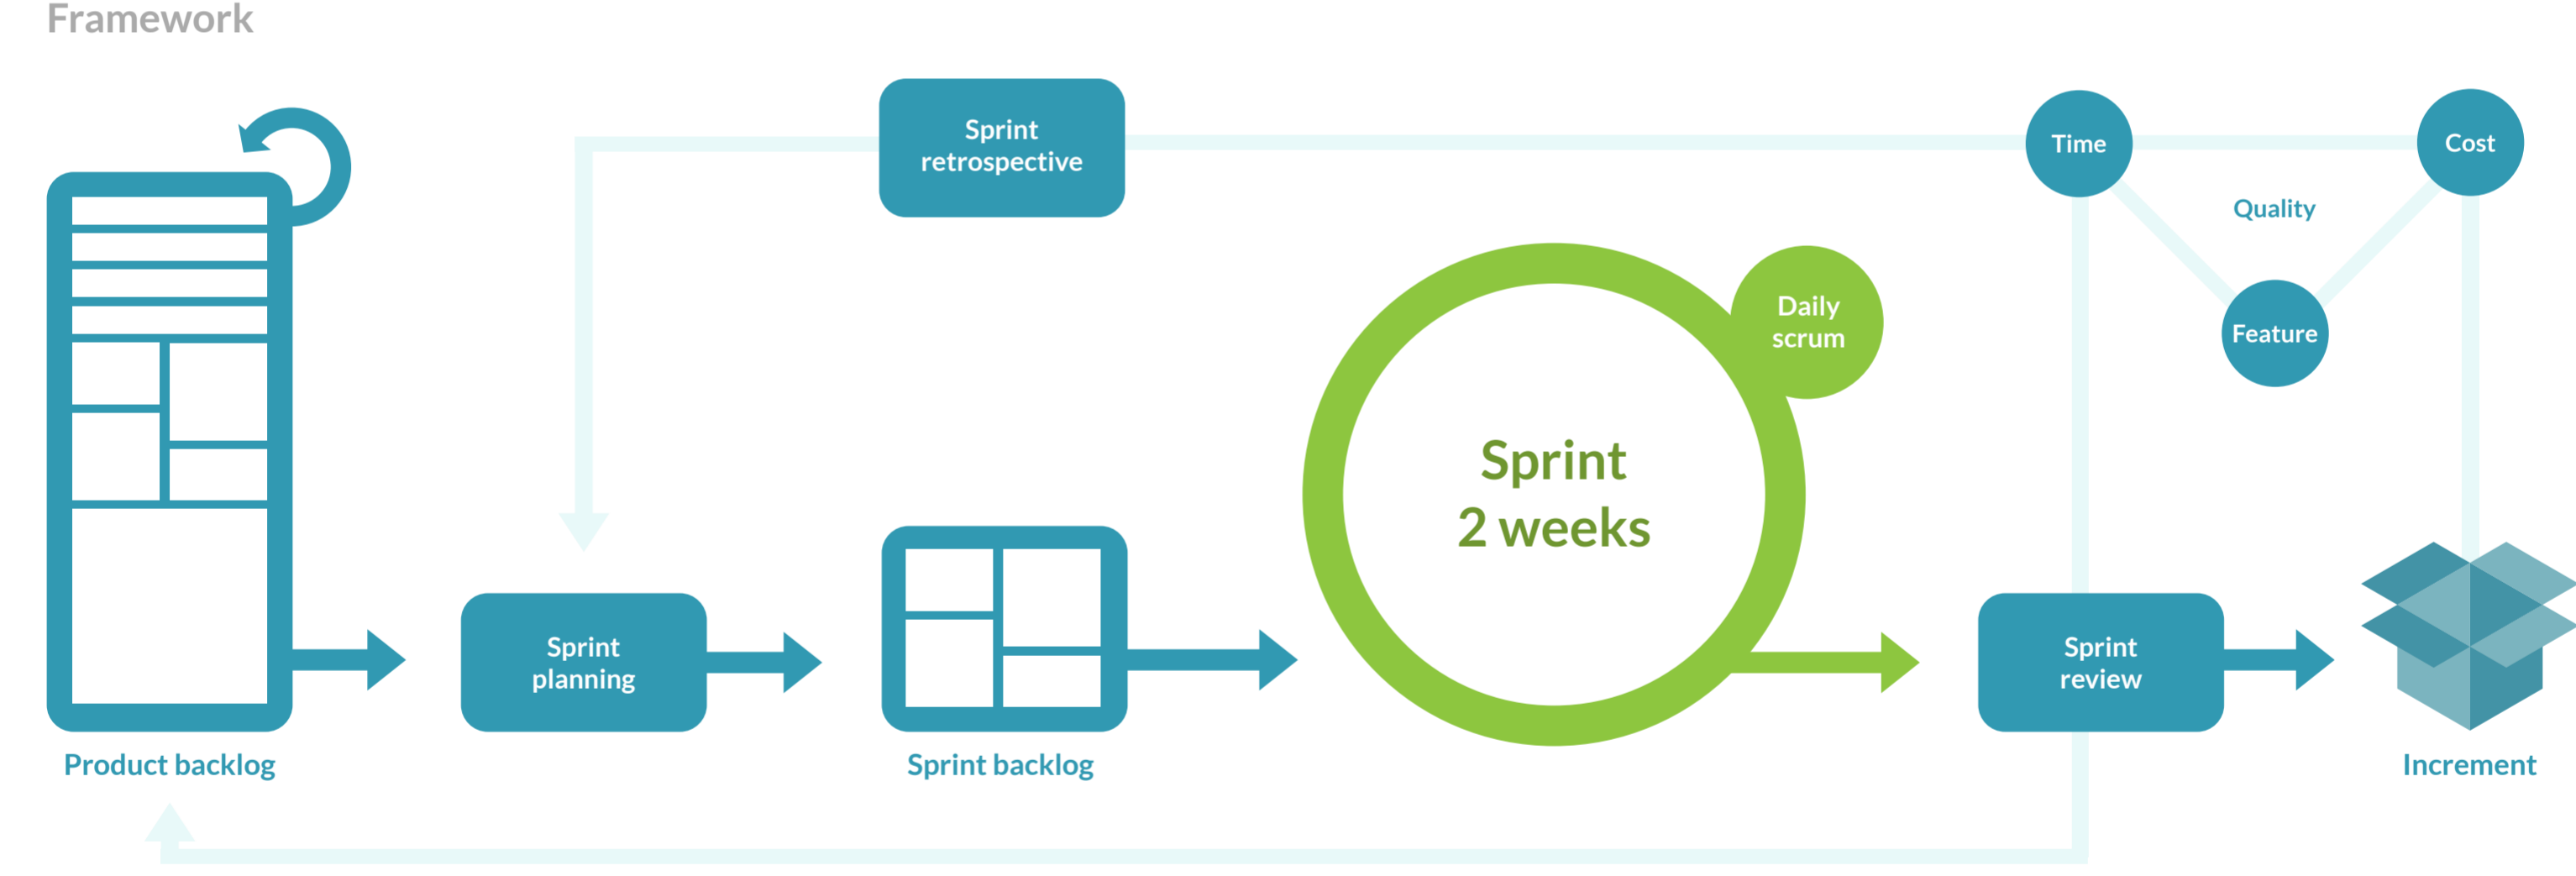 Framework
Sprint
retrospective
Time
Cost
Quality
Feature
Daily
scrum
Sprint
2 weeks
Sprint
planning
Sprint
review
Product backlog
Sprint backlog
Increment